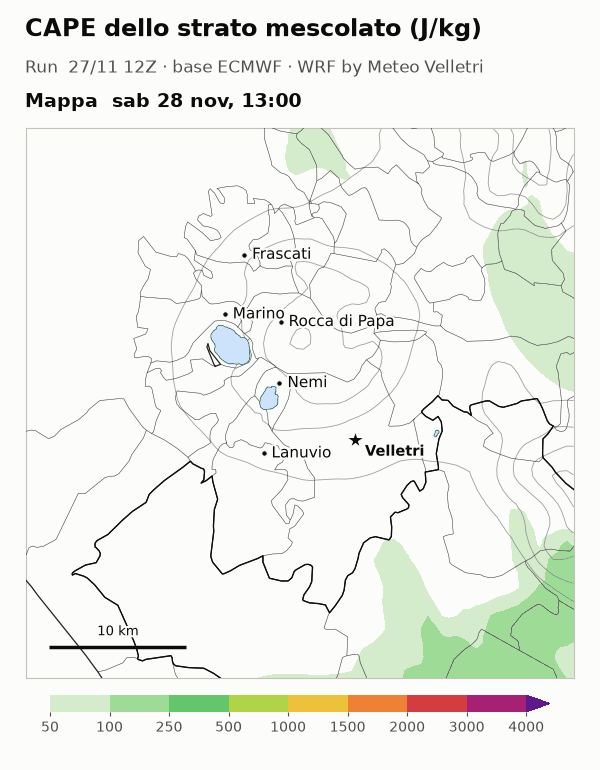 CAPE dello strato mescolato (J/kg)
Run  27/11 12Z · base ECMWF · WRF by Meteo Velletri
Mappa  sab 28 nov, 13:00
Frascati
Marino
Rocca di Papa
Nemi
Velletri
Lanuvio
10 km
50 100 250 500 1000 1500 2000 3000 4000